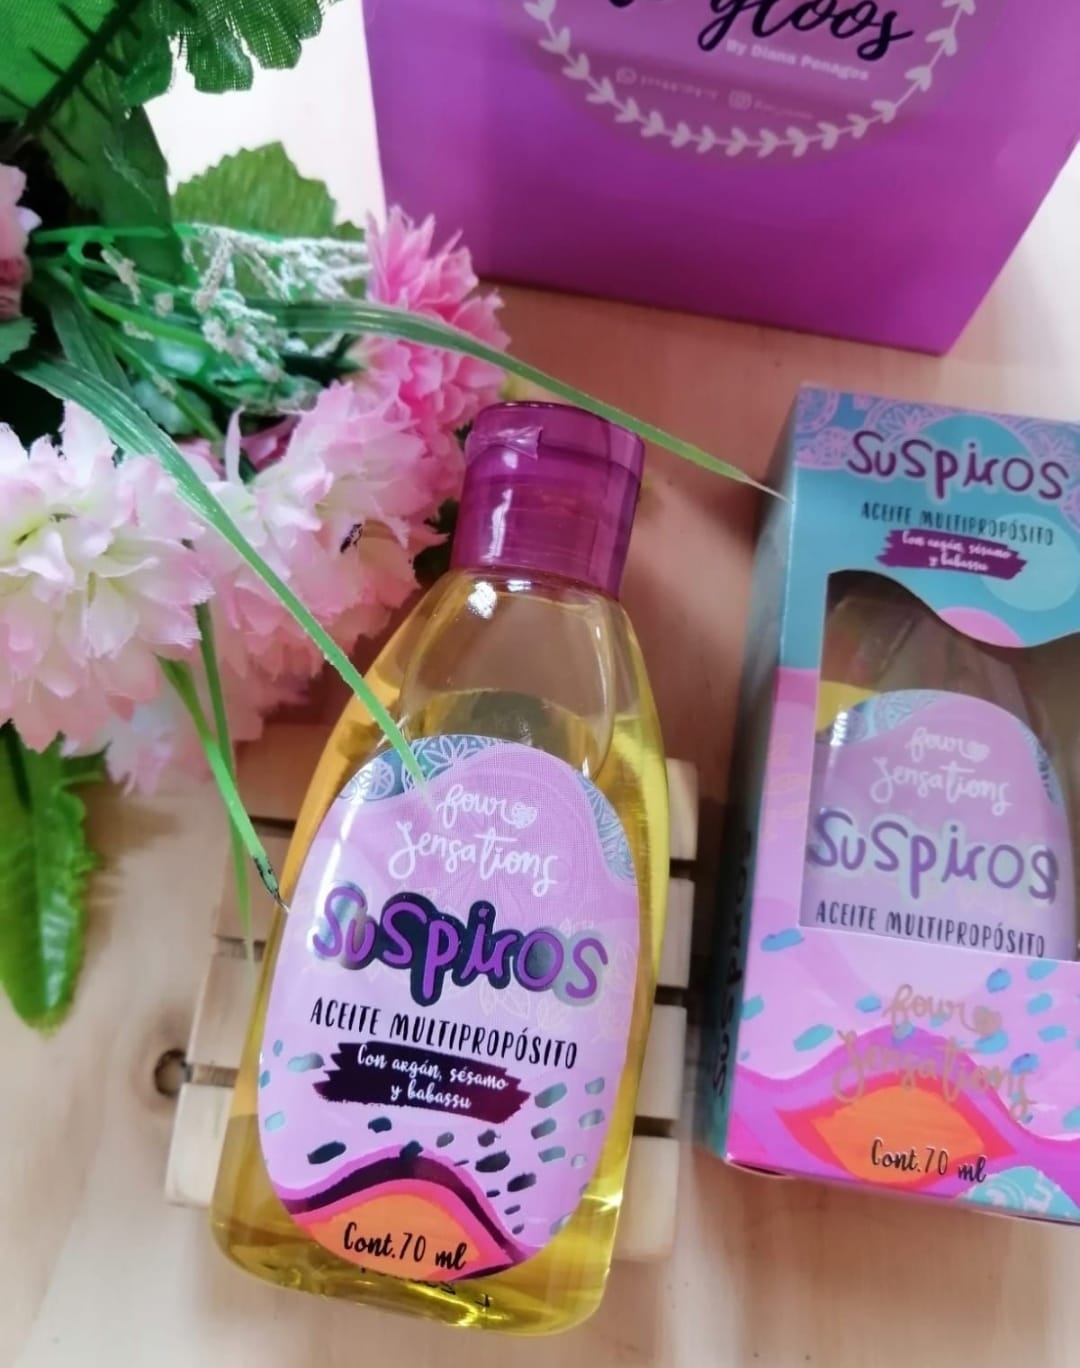 gloos
By Diana Penagos
Suspiros
ACEITE MULTIPROPÓSITO
Con argán, sésamo
y babassu
four
Sensations
Suspiros
ACEITE MULTIPROPÓSITO
four
Sensations
Cont.70 ml
four
Sensations
Suspiros
ACEITE MULTIPROPÓSITO
Con argán, sésamo
y babassu
Cont.70 ml